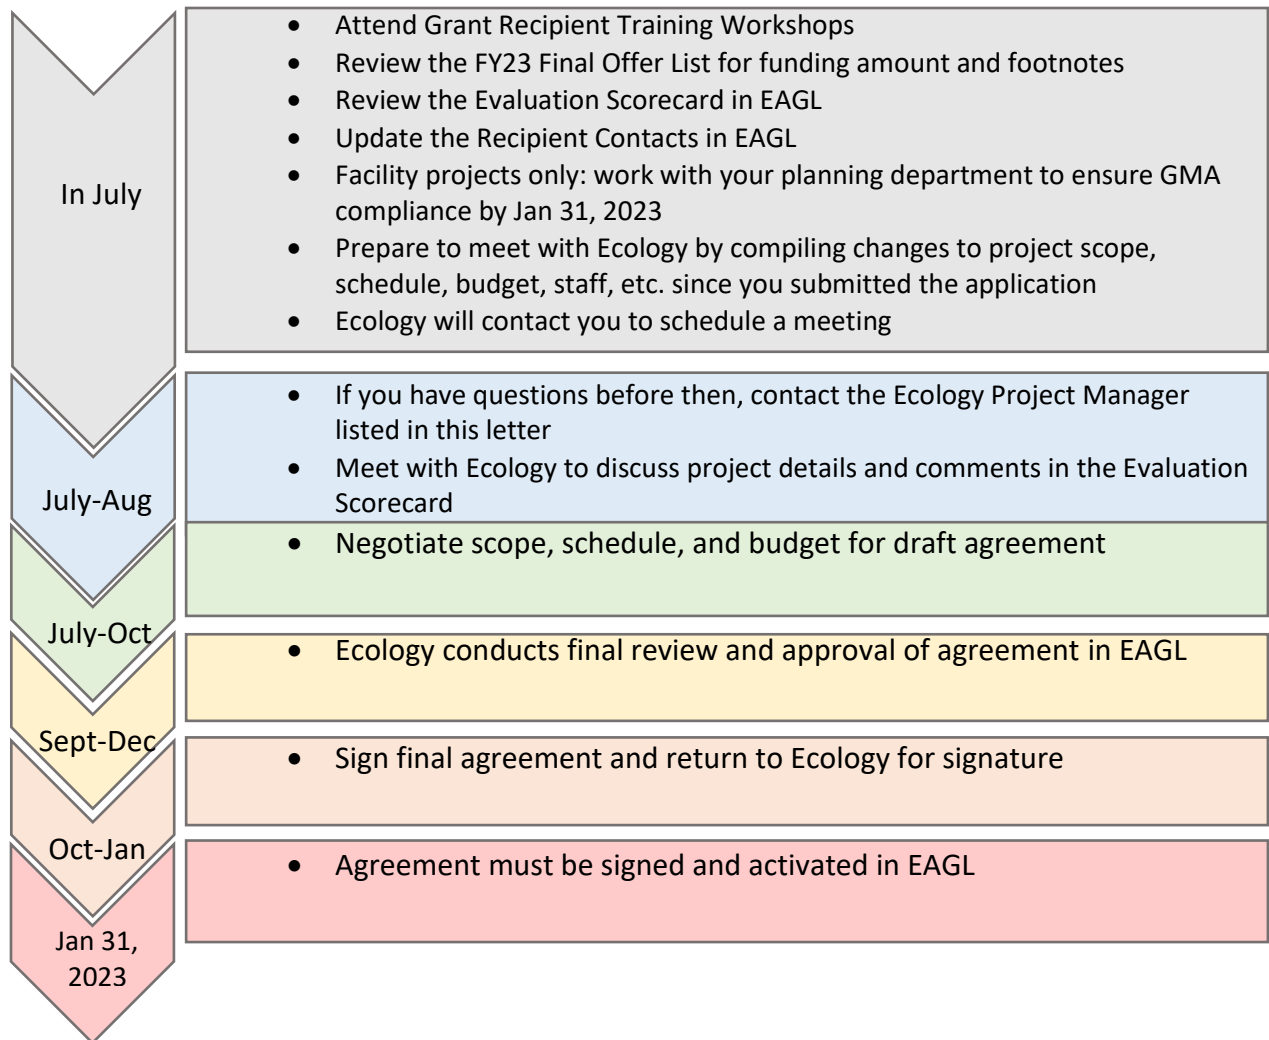 In July
• Attend Grant Recipient Training Workshops
• Review the FY23 Final Offer List for funding amount and footnotes
• Review the Evaluation Scorecard in EAGL
• Update the Recipient Contacts in EAGL
• Facility projects only: work with your planning department to ensure GMA
compliance by Jan 31, 2023
• Prepare to meet with Ecology by compiling changes to project scope,
schedule, budget, staff, etc. since you submitted the application
• Ecology will contact you to schedule a meeting
July-Aug
• If you have questions before then, contact the Ecology Project Manager
listed in this letter
• Meet with Ecology to discuss project details and comments in the Evaluation
Scorecard
July-Oct
• Negotiate scope, schedule, and budget for draft agreement
Sept-Dec
• Ecology conducts final review and approval of agreement in EAGL
Oct-Jan
• Sign final agreement and return to Ecology for signature
Jan 31,
2023
• Agreement must be signed and activated in EAGL